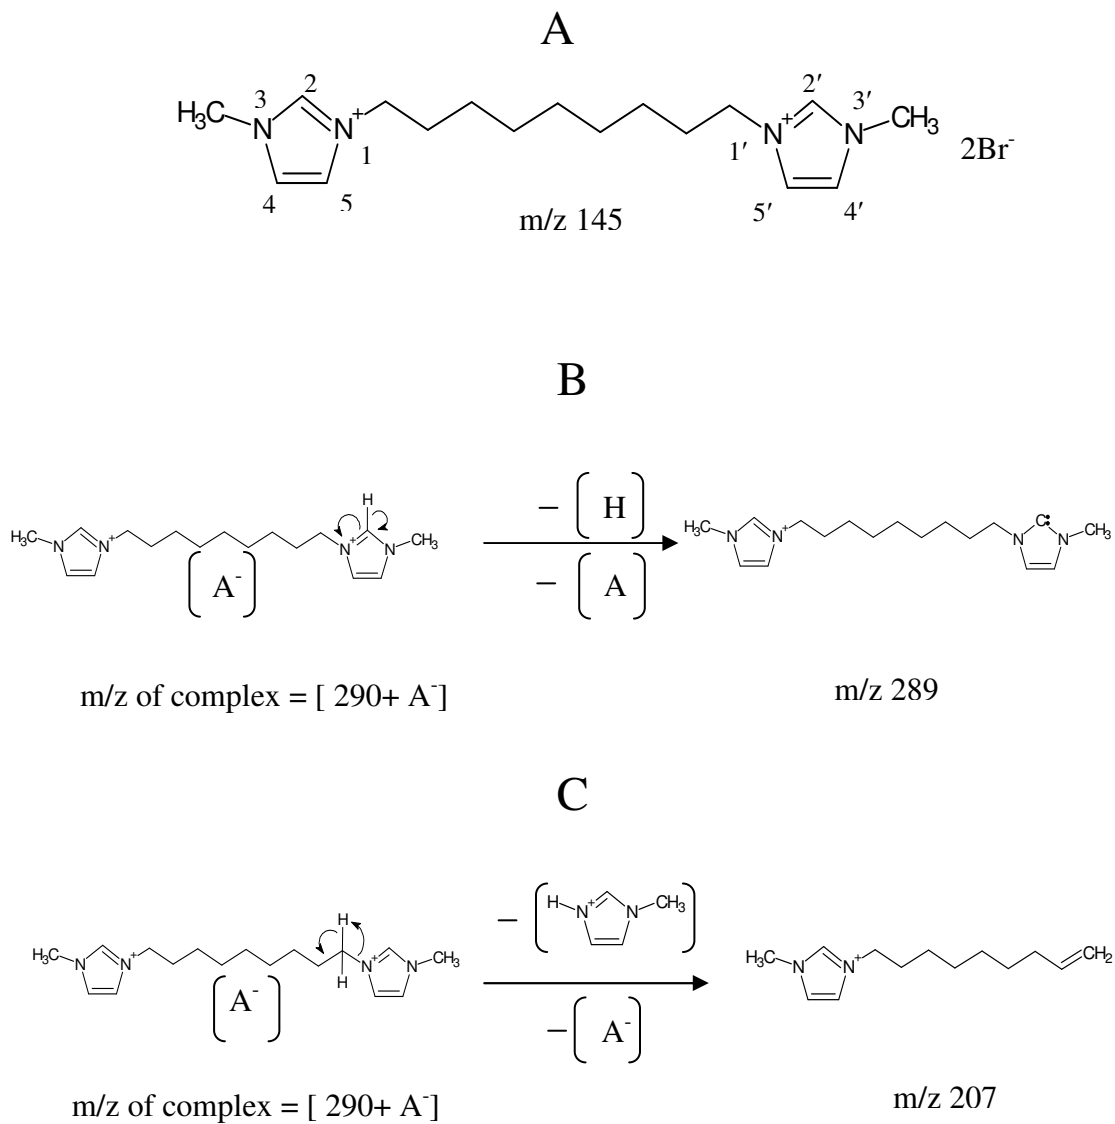 A
H3C 3 N 2 N + 1 4 5 2′ N + 1′ 3′ N CH3 5′ 4′ 2Br-
m/z 145
B
H3C N N + H N + N CH3
[ A- ]
− [ H ]
− [ A ]
H3C N N + N C: N CH3
m/z of complex = [ 290+ A-]
m/z 289
C
H3C N N + H H N + N CH3
[ A- ]
− [ H N + N CH3 ]
− [ A- ]
H3C N N + CH2
m/z of complex = [ 290+ A-]
m/z 207